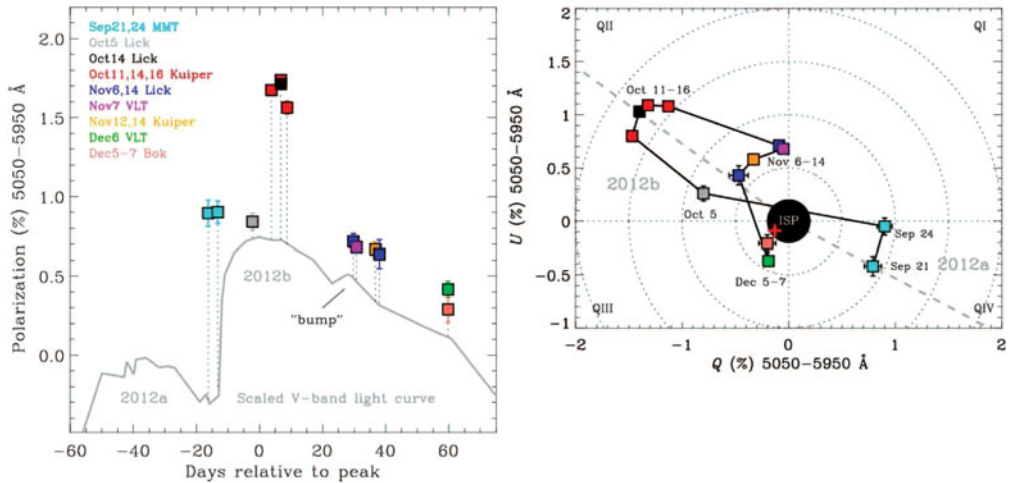 Polarization (%) 5050-5950 Å
2.0
1.5
1.0
0.5
0.0
Sep21,24 MMT
Oct5 Lick
Oct14 Lick
Oct11,14,16 Kuiper
Nov6,14 Lick
Nov7 VLT
Nov12,14 Kuiper
Dec6 VLT
Dec5-7 Bok
2012b
"bump"
2012a
Scaled V-band light curve
-60 -40 -20 0 20 40 60
Days relative to peak
U (%) 5050-5950 Å
2
1.5
1
0.5
0
-0.5
-1
QII
QI
Oct 11-16
Nov 6-14
2012b
Oct 5
ISP
Sep 24
Sep 21
2012a
Dec 5-7
QIII
QIV
-2 -1 0 1 2
Q (%) 5050-5950 Å